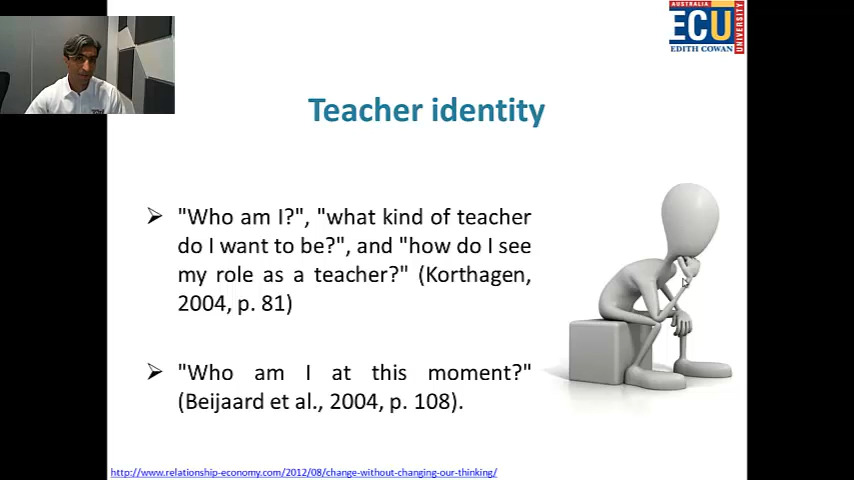 AUSTRALIA
ECU
EDITH COWAN
UNIVERSITY
Teacher identity
➢ "Who am I?", "what kind of teacher
do I want to be?", and "how do I see
my role as a teacher?" (Korthagen,
2004, p. 81)
➢ "Who am I at this moment?"
(Beijaard et al., 2004, p. 108).
http://www.relationship-economy.com/2012/08/change-without-changing-our-thinking/